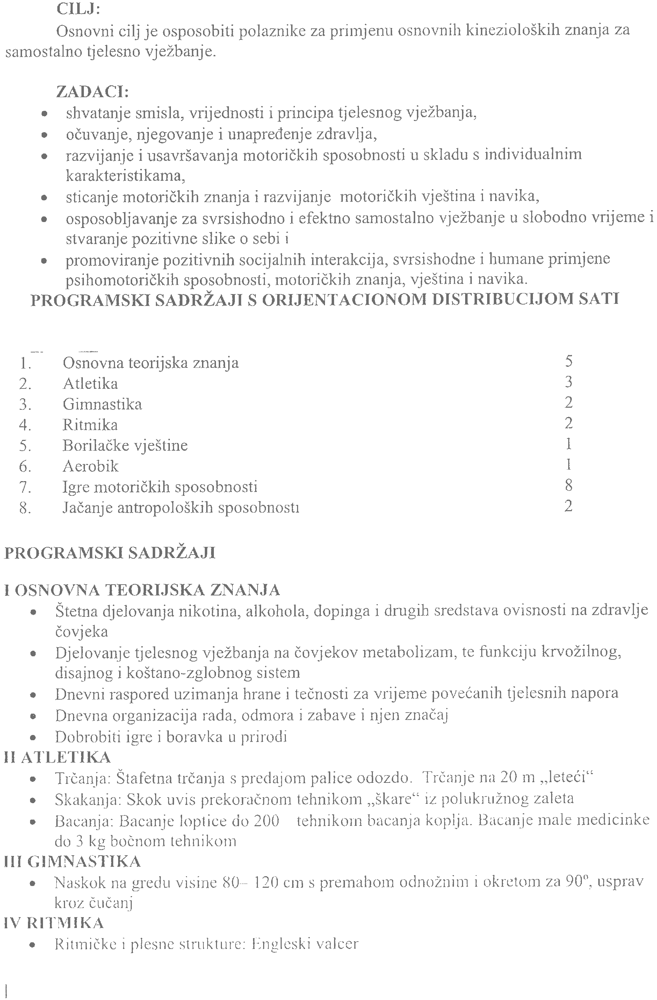 CILJ:
Osnovni cilj je osposobiti polaznike za primjenu osnovnih kinezioloških znanja za
samostalno tjelesno vježbanje.
ZADACI:
• shvatanje smisla, vrijednosti i principa tjelesnog vježbanja,
• očuvanje, njegovanje i unapređenje zdravlja,
• razvijanje i usavršavanja motoričkih sposobnosti u skladu s individualnim
karakteristikama,
• sticanje motoričkih znanja i razvijanje motoričkih vještina i navika,
• osposobljavanje za svrsishodno i efektno samostalno vježbanje u slobodno vrijeme i
stvaranje pozitivne slike o sebi i
• promoviranje pozitivnih socijalnih interakcija, svrsishodne i humane primjene
psihomotoričkih sposobnosti, motoričkih znanja, vještina i navika.
PROGRAMSKI SADRŽAJI S ORIJENTACIONOM DISTRIBUCIJOM SATI
1. Osnovna teorijska znanja 5
2. Atletika 3
3. Gimnastika 2
4. Ritmika 2
5. Borilačke vještine 1
6. Aerobik 1
7. Igre motoričkih sposobnosti 8
8. Jačanje antropoloških sposobnosti 2
PROGRAMSKI SADRŽAJI
I OSNOVNA TEORIJSKA ZNANJA
• Štetna djelovanja nikotina, alkohola, dopinga i drugih sredstava ovisnosti na zdravlje
čovjeka
• Djelovanje tjelesnog vježbanja na čovjekov metabolizam, te funkciju krvožilnog,
disajnog i koštano-zglobnog sistem
• Dnevni raspored uzimanja hrane i tečnosti za vrijeme povećanih tjelesnih napora
• Dnevna organizacija rada, odmora i zabave i njen značaj
• Dobrobiti igre i boravka u prirodi
II ATLETIKA
• Trčanja: Štafetna trčanja s predajom palice odozdo. Trčanje na 20 m „leteći“
• Skakanja: Skok uvis prekoračnom tehnikom „škare“ iz polukružnog zaleta
• Bacanja: Bacanje loptice do 200 tehnikom bacanja koplja. Bacanje male medicinke
do 3 kg bočnom tehnikom
III GIMNASTIKA
• Naskok na gredu visine 80– 120 cm s premahom odnožnim i okretom za 90°, usprav
kroz čučanj
IV RITMIKA
• Ritmičke i plesne strukture: Engleski valcer